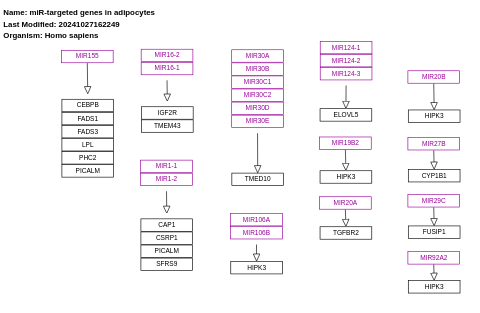 Name: miR-targeted genes in adipocytes
Last Modified: 20241027162249
Organism: Homo sapiens
MIR155
CEBPB
FADS1
FADS3
LPL
PHC2
PICALM
MIR16-2
MIR16-1
IGF2R
TMEM43
MIR1-1
MIR1-2
CAP1
CSRP1
PICALM
SFRS9
MIR30A
MIR30B
MIR30C1
MIR30C2
MIR30D
MIR30E
TMED10
MIR106A
MIR106B
HIPK3
MIR124-1
MIR124-2
MIR124-3
ELOVL5
MIR19B2
HIPK3
MIR20A
TGFBR2
MIR20B
HIPK3
MIR27B
CYP1B1
MIR29C
FUSIP1
MIR92A2
HIPK3